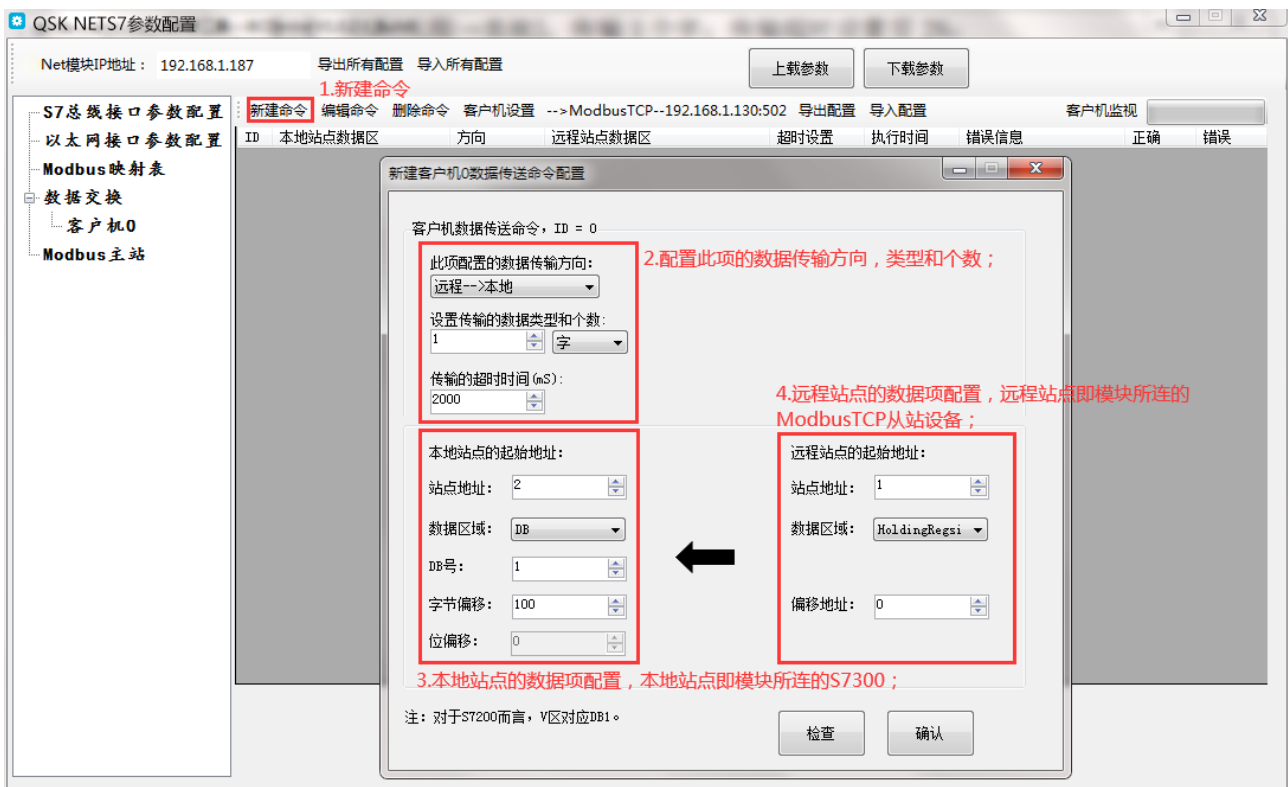 QSK NETS7参数配置
Net模块IP地址： 192.168.1.187 导出所有配置 导入所有配置 上载参数 下载参数
1.新建命令
S7总线接口参数配置
以太网接口参数配置
Modbus映射表
数据交换
客户机0
Modbus主站
新建命令 编辑命令 删除命令 客户机设置 -->ModbusTCP--192.168.1.130:502 导出配置 导入配置 客户机监视
ID 本地站点数据区 方向 远程站点数据区 超时设置 执行时间 错误信息 正确 错误
新建客户机0数据传送命令配置
客户机数据传送命令，ID = 0
此项配置的数据传输方向：
远程-->本地
2.配置此项的数据传输方向，类型和个数；
设置传输的数据类型和个数：
1 字
传输的超时时间(mS)：
2000
4.远程站点的数据项配置，远程站点即模块所连的
ModbusTCP从站设备；
本地站点的起始地址：
站点地址： 2
数据区域： DB
DB号： 1
字节偏移： 100
位偏移： 0
远程站点的起始地址：
站点地址： 1
数据区域： HoldingRegsi
偏移地址： 0
3.本地站点的数据项配置，本地站点即模块所连的S7300；
注：对于S7200而言，V区对应DB1。
检查 确认